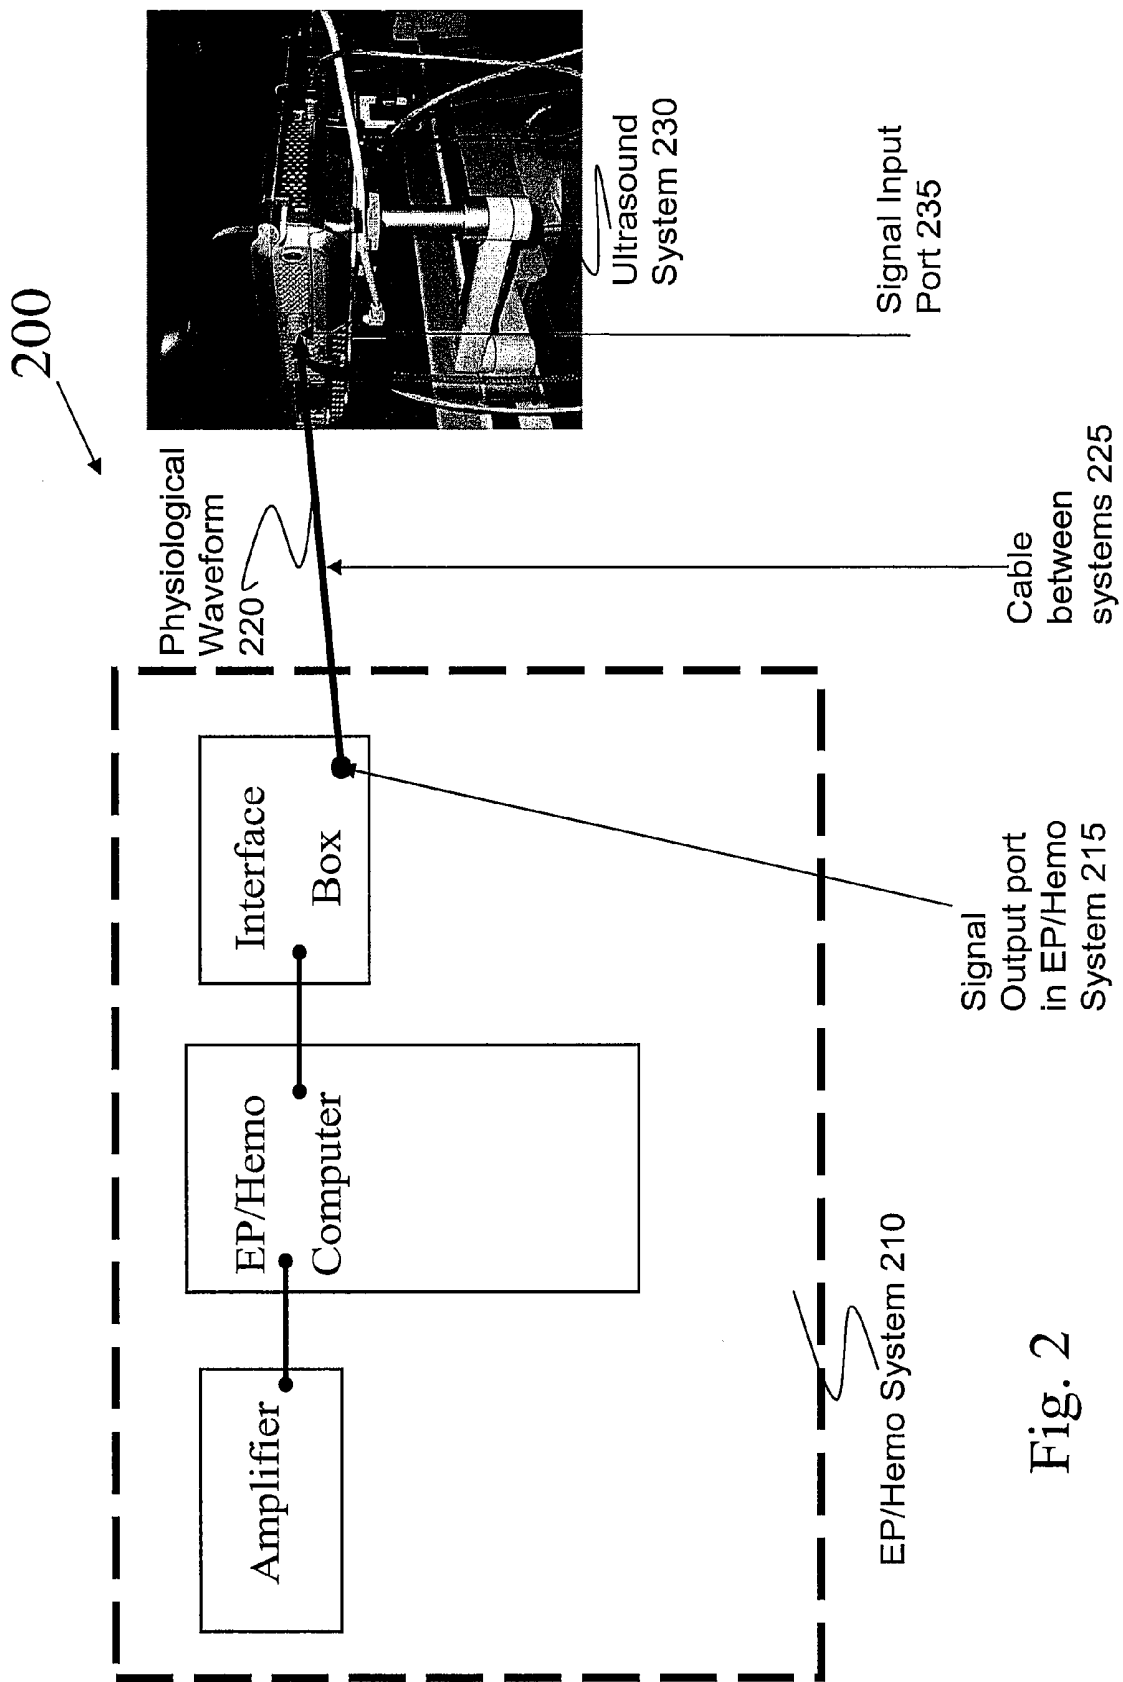 200
Physiological
Waveform
220
Amplifier
EP/Hemo
Computer
Interface
Box
Ultrasound
System 230
Signal Input
Port 235
Cable
between
systems 225
Signal
Output port
in EP/Hemo
System 215
EP/Hemo System 210
Fig. 2